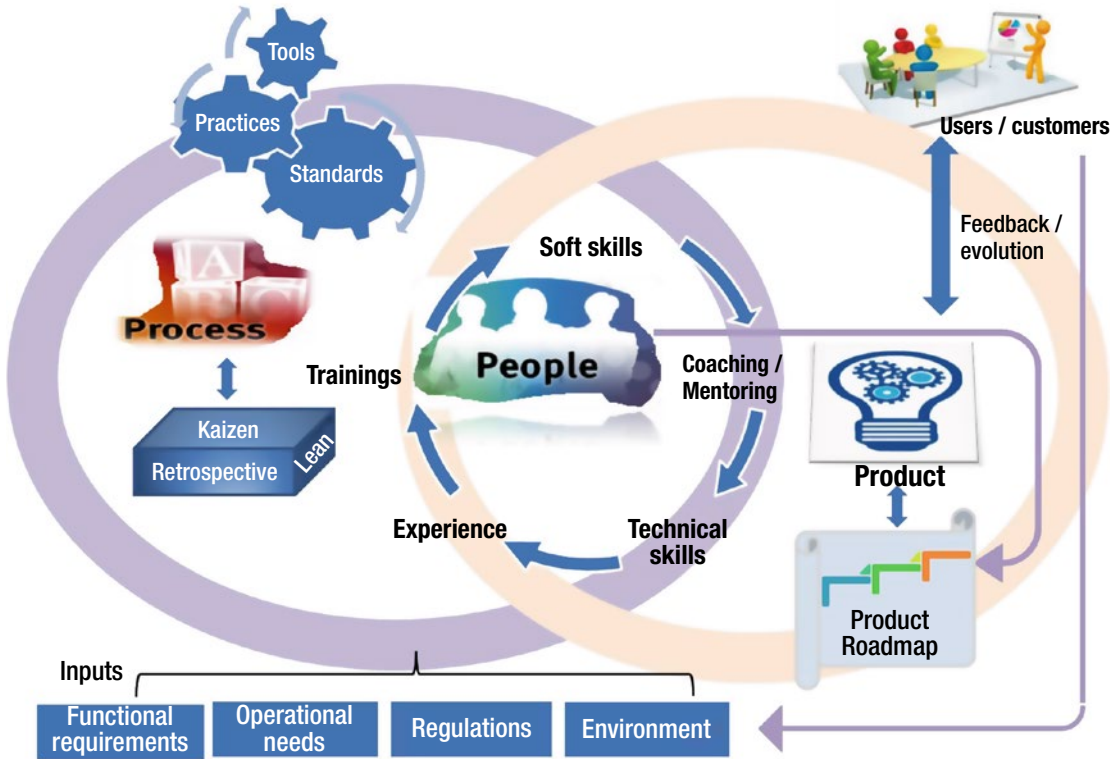 Tools
Practices
Standards
Users / customers
Feedback /
evolution
Soft skills
A
B C
Process
People
Trainings
Coaching /
Mentoring
Kaizen
Retrospective
Lean
Product
Experience
Technical
skills
Product
Roadmap
Inputs
Functional
requirements
Operational
needs
Regulations
Environment